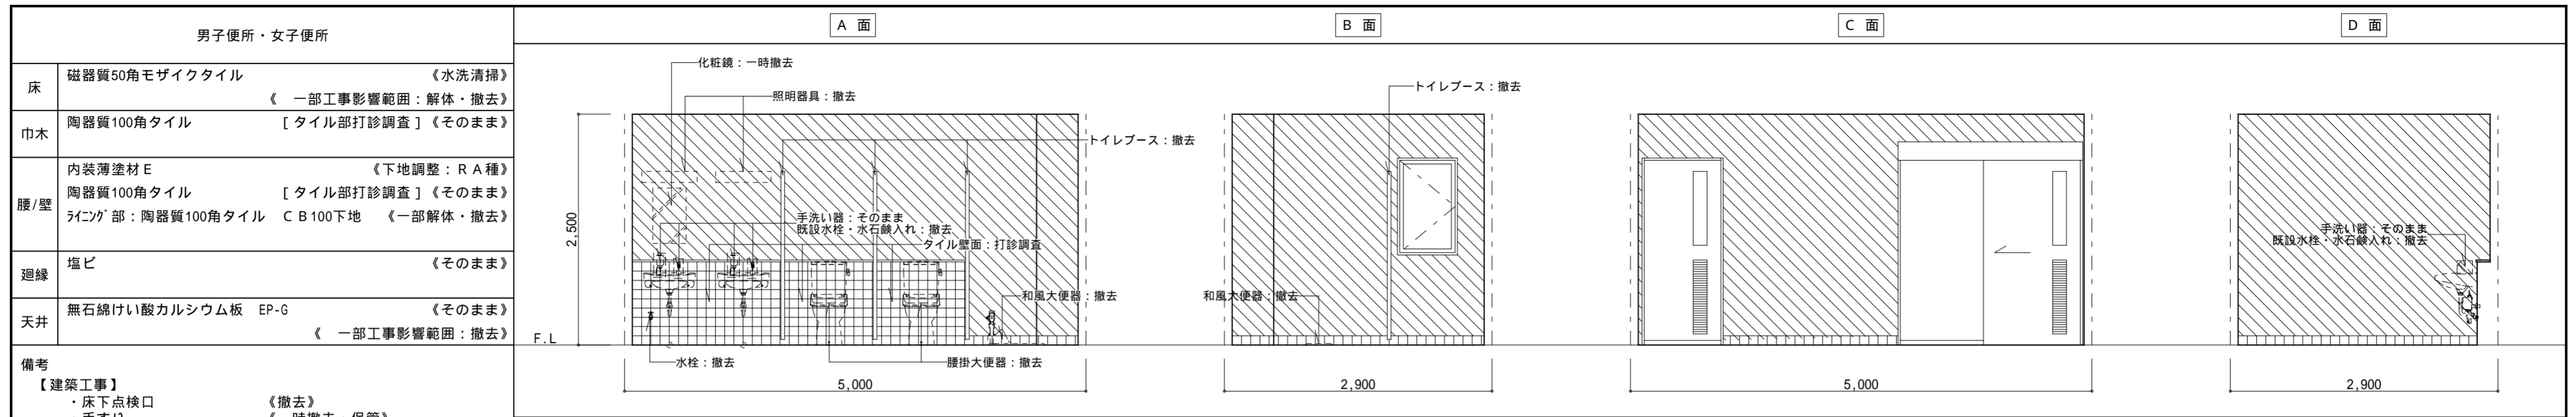 男子便所・女子便所
床
磁器質50角モザイクタイル 《水洗清掃》
《　一部工事影響範囲：解体・撤去》
巾木
陶器質100角タイル [タイル部打診調査]《そのまま》
腰/壁
内装薄塗材Ｅ 《下地調整：ＲＡ種》
陶器質100角タイル [タイル部打診調査]《そのまま》
ﾗｲﾆﾝｸﾞ部：陶器質100角タイル　ＣＢ100下地　《一部解体・撤去》
廻縁
塩ビ 《そのまま》
天井
無石綿けい酸カルシウム板　EP-G 《そのまま》
《　一部工事影響範囲：撤去》
備考
【建築工事】
・床下点検口 《撤去》
A 面
化粧鏡：一時撤去
照明器具：撤去
トイレブース：撤去
手洗い器：そのまま
既設水栓・水石鹸入れ：撤去
タイル壁面：打診調査
和風大便器：撤去
水栓：撤去
腰掛大便器：撤去
2,500
F.L
5,000
B 面
トイレブース：撤去
和風大便器：撤去
2,900
C 面
5,000
D 面
手洗い器：そのまま
既設水栓・水石鹸入れ：撤去
2,900